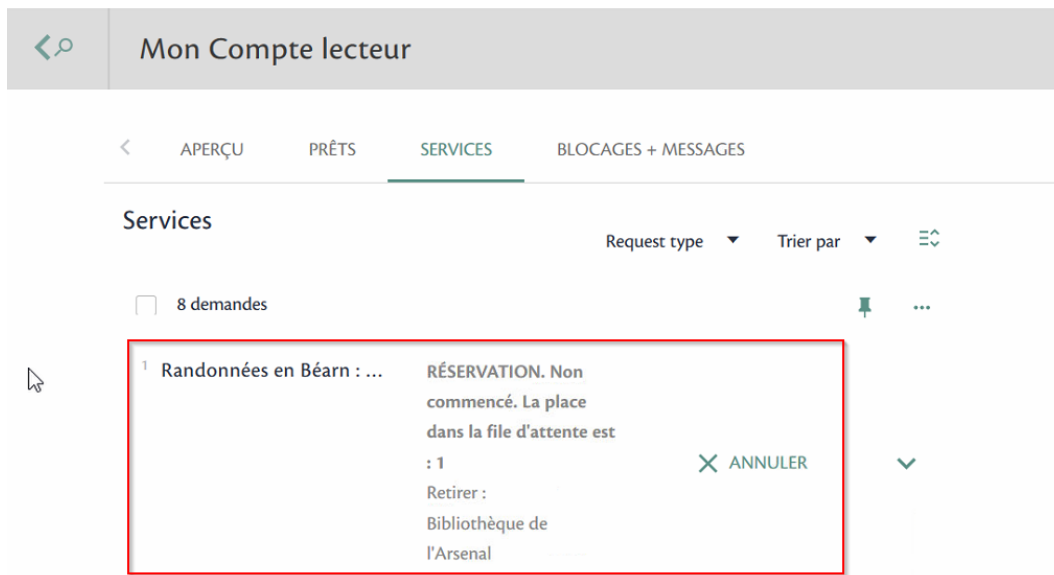 Mon Compte lecteur
APERÇU PRÊTS SERVICES BLOCAGES + MESSAGES
Services
Request type Trier par
8 demandes
1 Randonnées en Béarn : ...
RÉSERVATION. Non
commencé. La place
dans la file d'attente est
: 1
Retirer :
Bibliothèque de
l'Arsenal
ANNULER